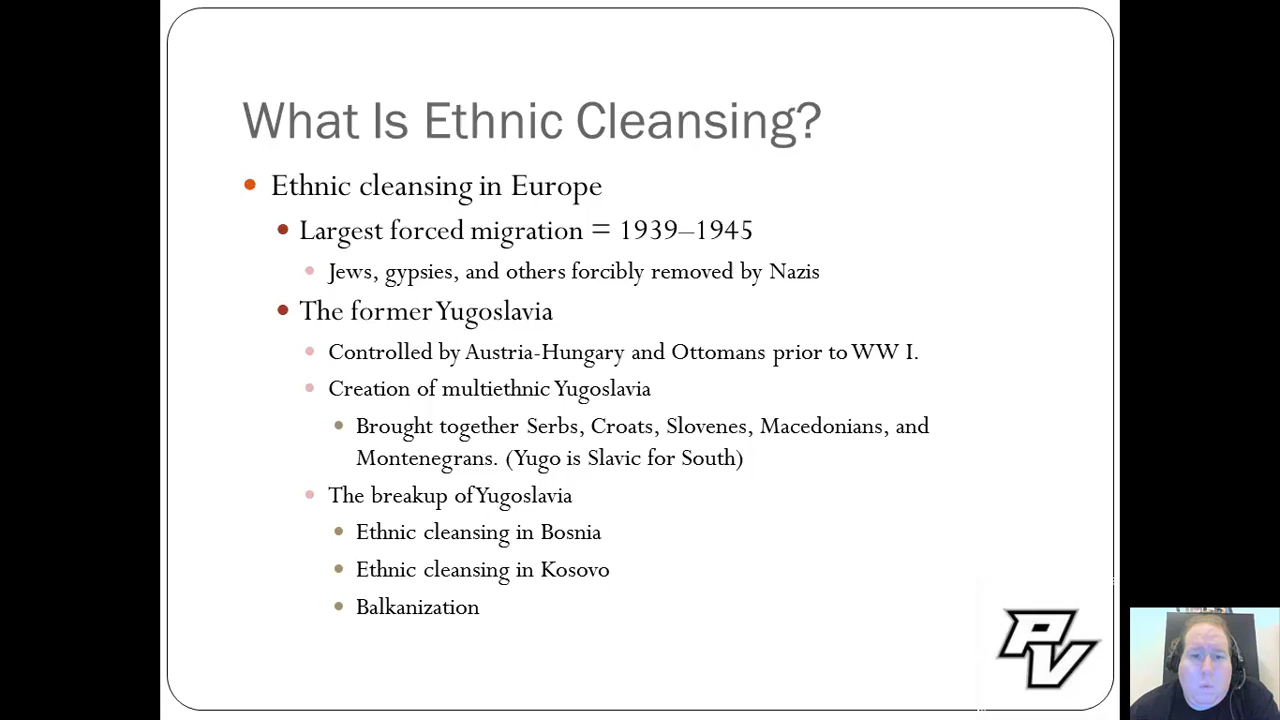 What Is Ethnic Cleansing?
Ethnic cleansing in Europe
Largest forced migration = 1939–1945
Jews, gypsies, and others forcibly removed by Nazis
The former Yugoslavia
Controlled by Austria-Hungary and Ottomans prior to WW I.
Creation of multiethnic Yugoslavia
Brought together Serbs, Croats, Slovenes, Macedonians, and
Montenegrans. (Yugo is Slavic for South)
The breakup of Yugoslavia
Ethnic cleansing in Bosnia
Ethnic cleansing in Kosovo
Balkanization
PV